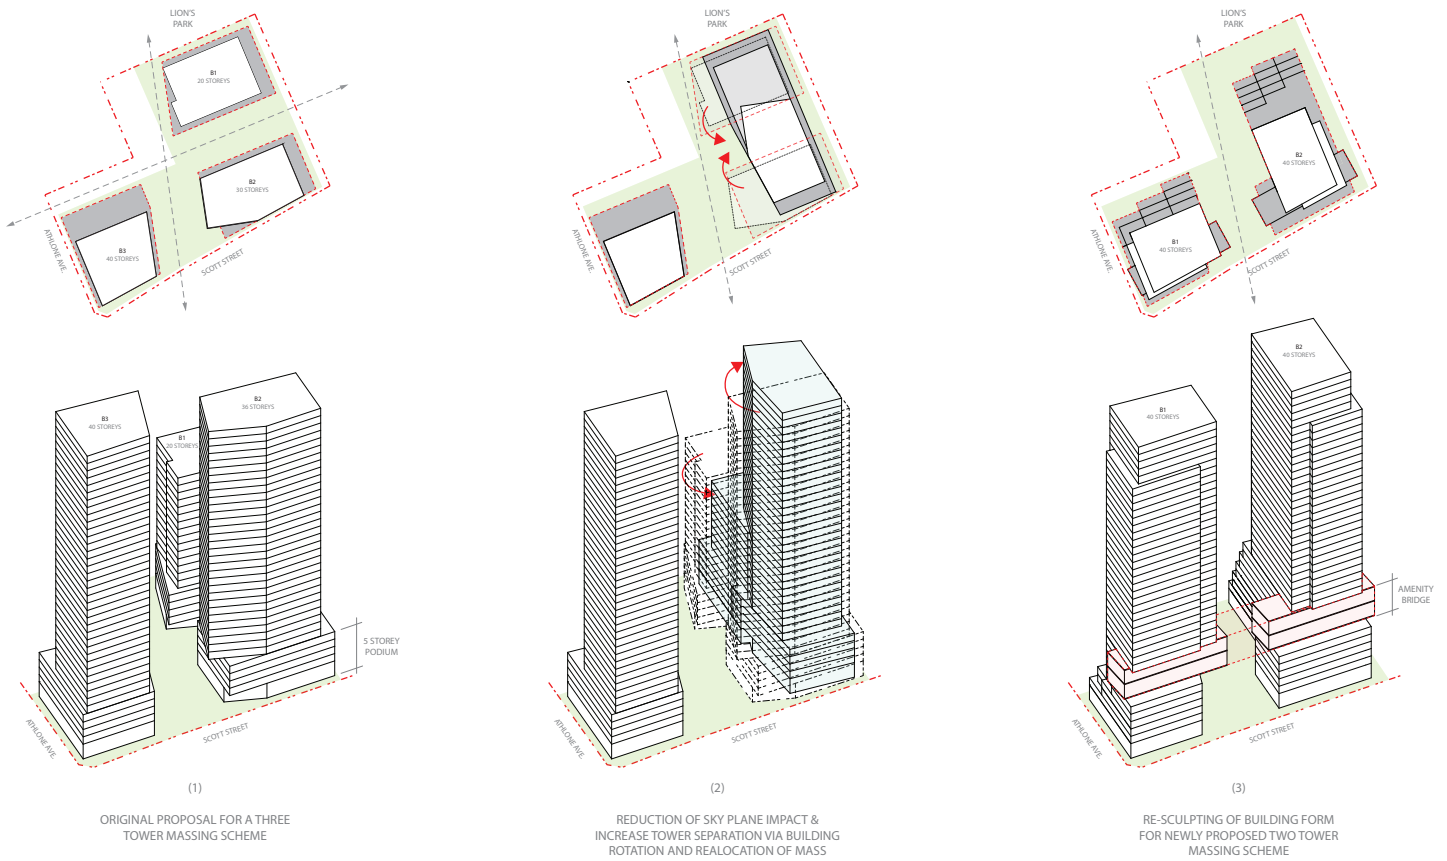 LION'S
PARK
B1
20 STOREYS
B2
30 STOREYS
B3
40 STOREYS
ATHLONE AVE.
SCOTT STREET
B3
40 STOREYS
B1
20 STOREYS
B2
36 STOREYS
5 STOREY
PODIUM
ATHLONE AVE.
SCOTT STREET
(1)
ORIGINAL PROPOSAL FOR A THREE
TOWER MASSING SCHEME
LION'S
PARK
ATHLONE AVE.
SCOTT STREET
ATHLONE AVE.
SCOTT STREET
(2)
REDUCTION OF SKY PLANE IMPACT &
INCREASE TOWER SEPARATION VIA BUILDING
ROTATION AND REALOCATION OF MASS
LION'S
PARK
B2
40 STOREYS
B1
40 STOREYS
ATHLONE AVE.
SCOTT STREET
B2
40 STOREYS
B1
40 STOREYS
AMENITY
BRIDGE
ATHLONE AVE.
SCOTT STREET
(3)
RE-SCULPTING OF BUILDING FORM
FOR NEWLY PROPOSED TWO TOWER
MASSING SCHEME